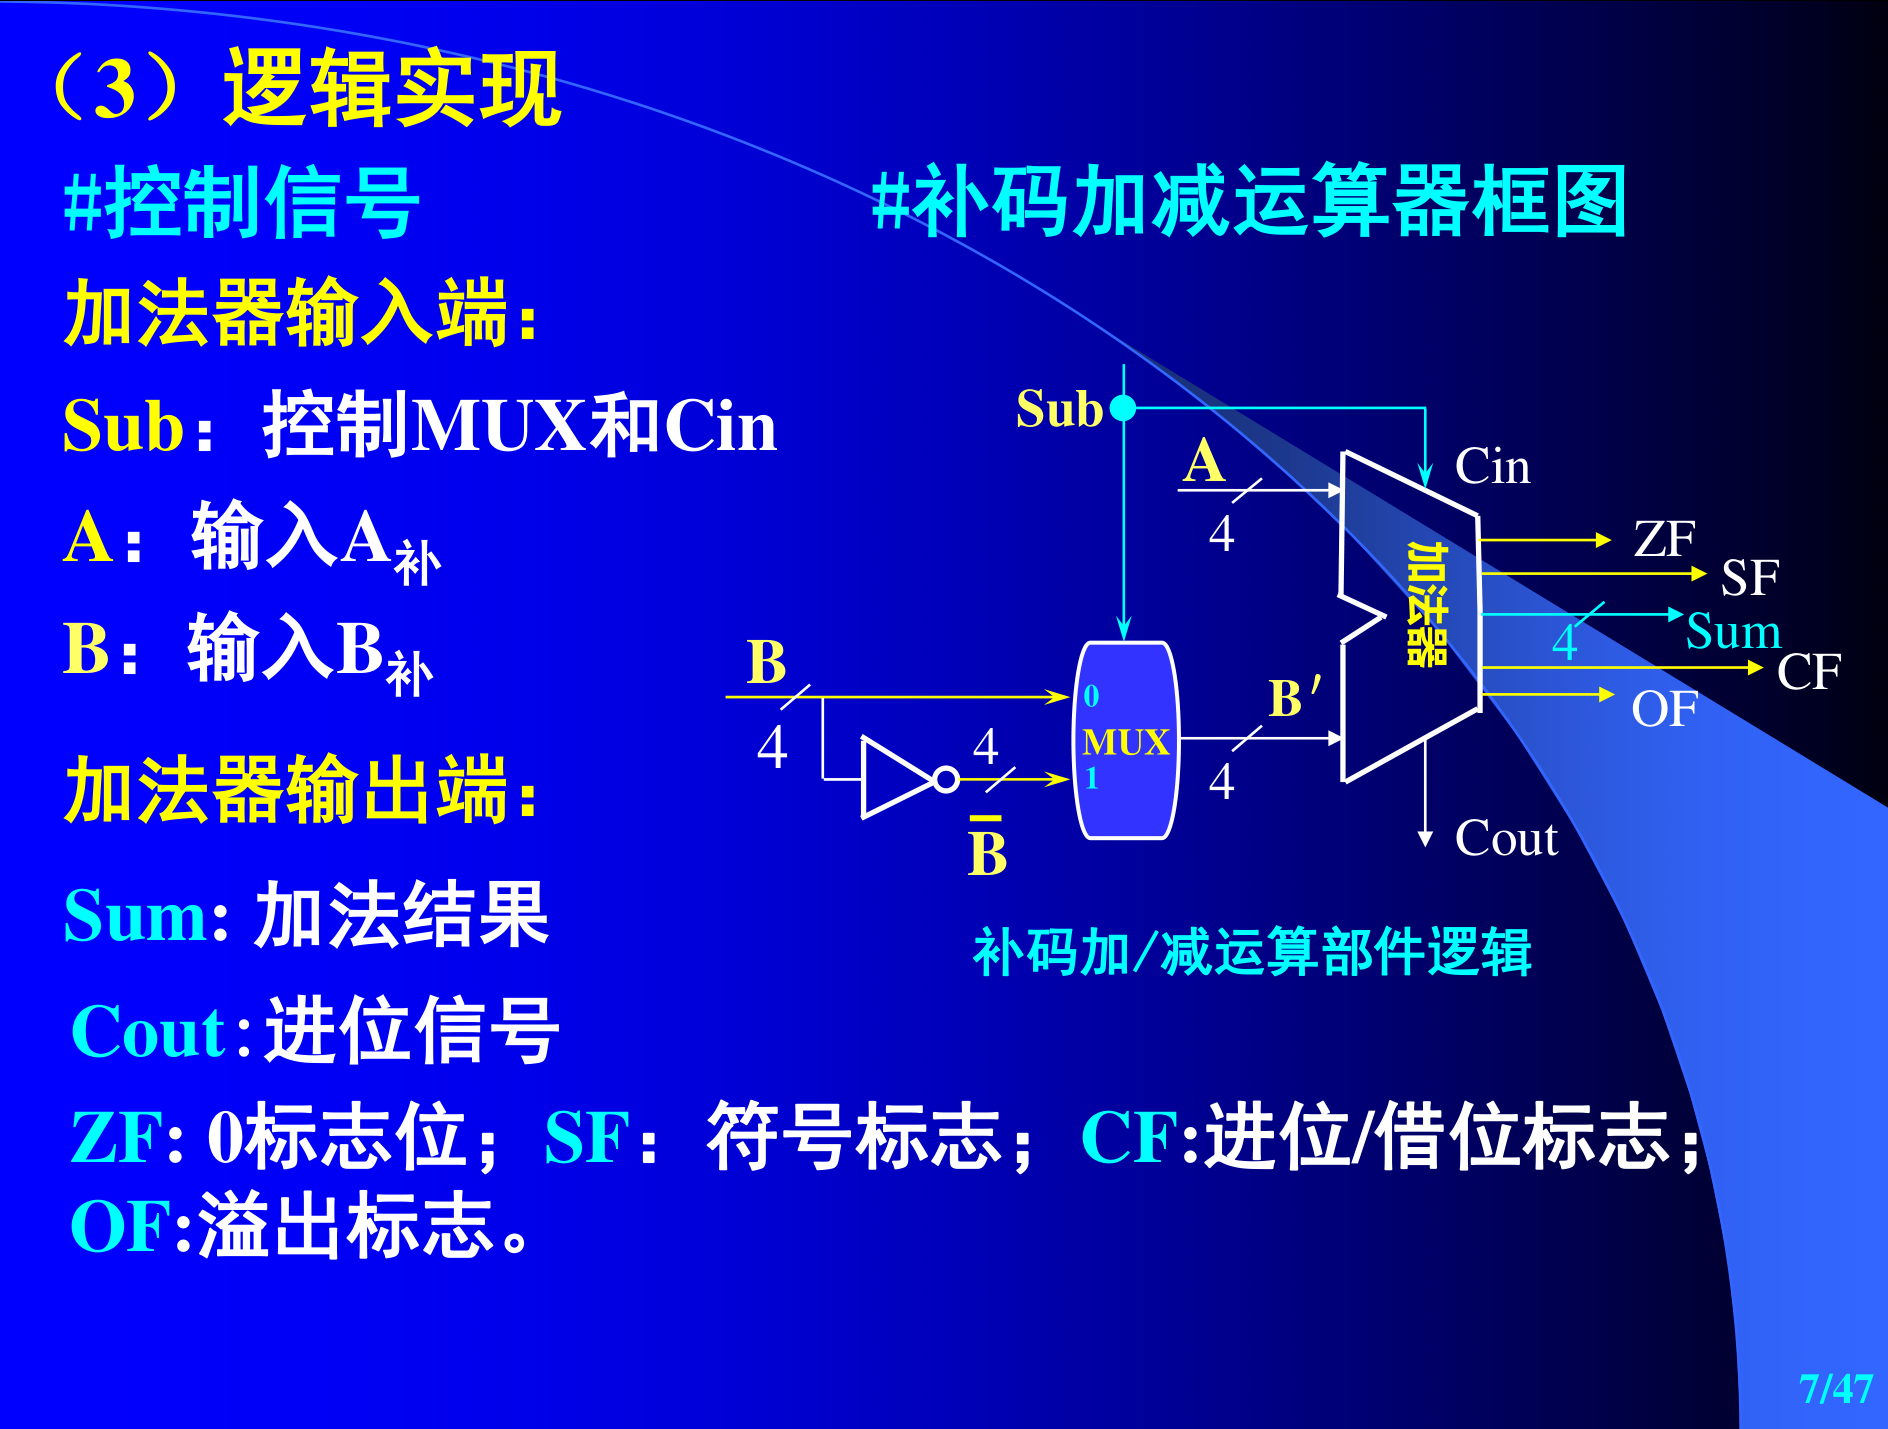 （3）逻辑实现
#控制信号
#补码加减运算器框图
加法器输入端：
Sub：控制MUX和Cin
A：输入A补
B：输入B补
加法器输出端：
Sum: 加法结果
Cout:进位信号
ZF: 0标志位；SF：符号标志；CF:进位/借位标志；
OF:溢出标志。
Sub
A
4
Cin
加法器
ZF
SF
4
Sum
CF
OF
B
4
4
B̅
0
MUX
1
B′
4
Cout
补码加/减运算部件逻辑
7/47